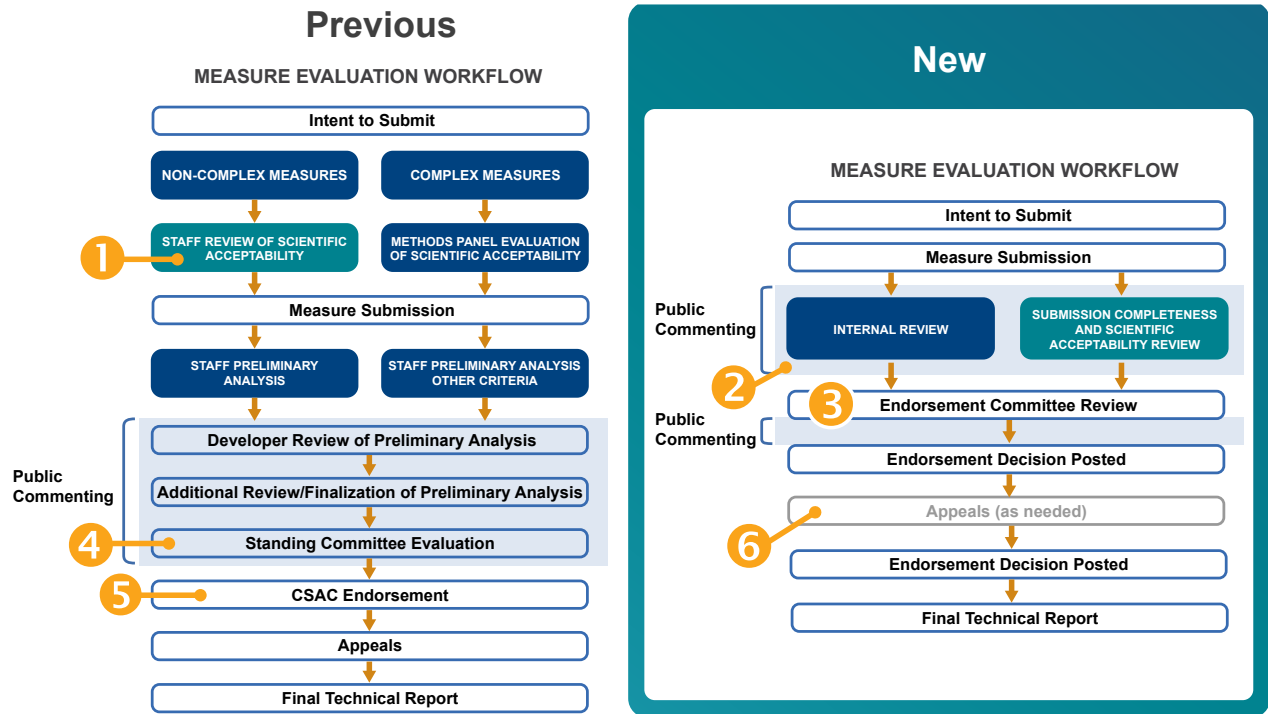 Previous
MEASURE EVALUATION WORKFLOW
Intent to Submit
NON-COMPLEX MEASURES
COMPLEX MEASURES
1
STAFF REVIEW OF SCIENTIFIC
ACCEPTABILITY
METHODS PANEL EVALUATION
OF SCIENTIFIC ACCEPTABILITY
Measure Submission
STAFF PRELIMINARY
ANALYSIS
STAFF PRELIMINARY ANALYSIS
OTHER CRITERIA
Public
Commenting
Developer Review of Preliminary Analysis
Additional Review/Finalization of Preliminary Analysis
4
Standing Committee Evaluation
5
CSAC Endorsement
Appeals
Final Technical Report
New
MEASURE EVALUATION WORKFLOW
Intent to Submit
Measure Submission
Public
Commenting
INTERNAL REVIEW
SUBMISSION COMPLETENESS
AND SCIENTIFIC
ACCEPTABILITY REVIEW
2
3
Endorsement Committee Review
Public
Commenting
Endorsement Decision Posted
6
Appeals (as needed)
Endorsement Decision Posted
Final Technical Report